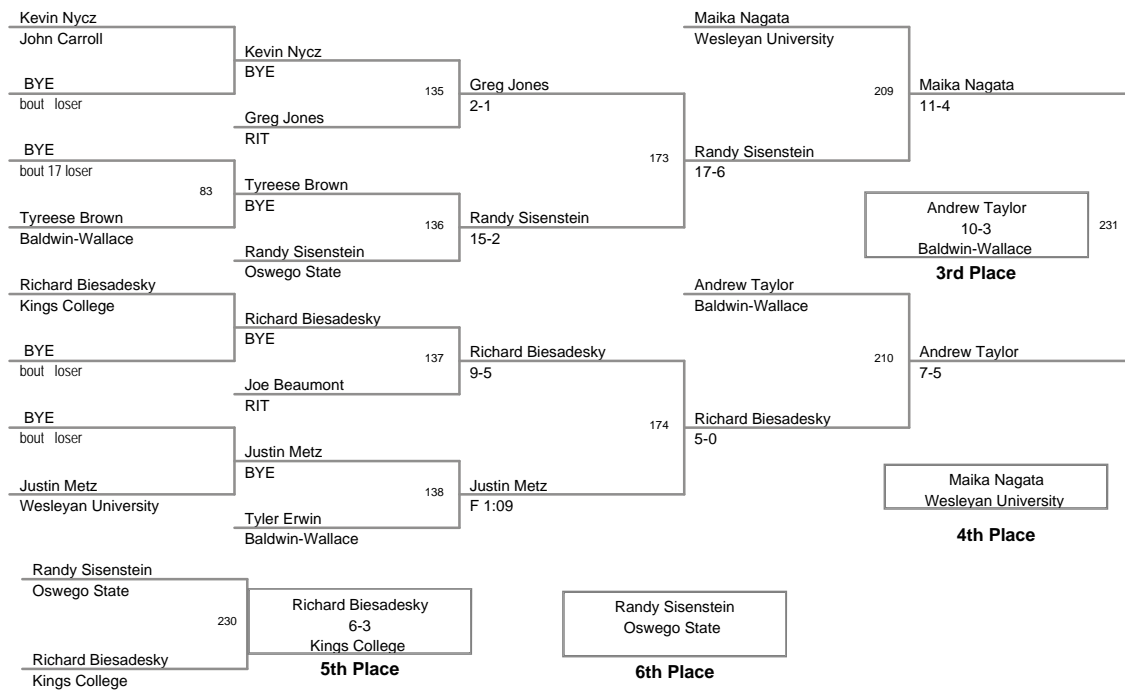 Kevin Nycz
John Carroll
BYE
bout loser
BYE
bout 17 loser
83
Tyreese Brown
Baldwin-Wallace
Richard Biesadesky
Kings College
BYE
bout loser
BYE
bout loser
Justin Metz
Wesleyan University
Kevin Nycz
BYE
135
Greg Jones
RIT
Tyreese Brown
BYE
136
Randy Sisenstein
Oswego State
Richard Biesadesky
BYE
137
Joe Beaumont
RIT
Justin Metz
BYE
138
Tyler Erwin
Baldwin-Wallace
Greg Jones
2-1
173
Randy Sisenstein
15-2
Richard Biesadesky
9-5
174
Justin Metz
F 1:09
Maika Nagata
Wesleyan University
209
Randy Sisenstein
17-6
Andrew Taylor
Baldwin-Wallace
210
Richard Biesadesky
5-0
Maika Nagata
11-4
Andrew Taylor
10-3
Baldwin-Wallace
231
3rd Place
Andrew Taylor
7-5
Maika Nagata
Wesleyan University
4th Place
Randy Sisenstein
Oswego State
230
Richard Biesadesky
Kings College
Richard Biesadesky
6-3
Kings College
5th Place
Randy Sisenstein
Oswego State
6th Place